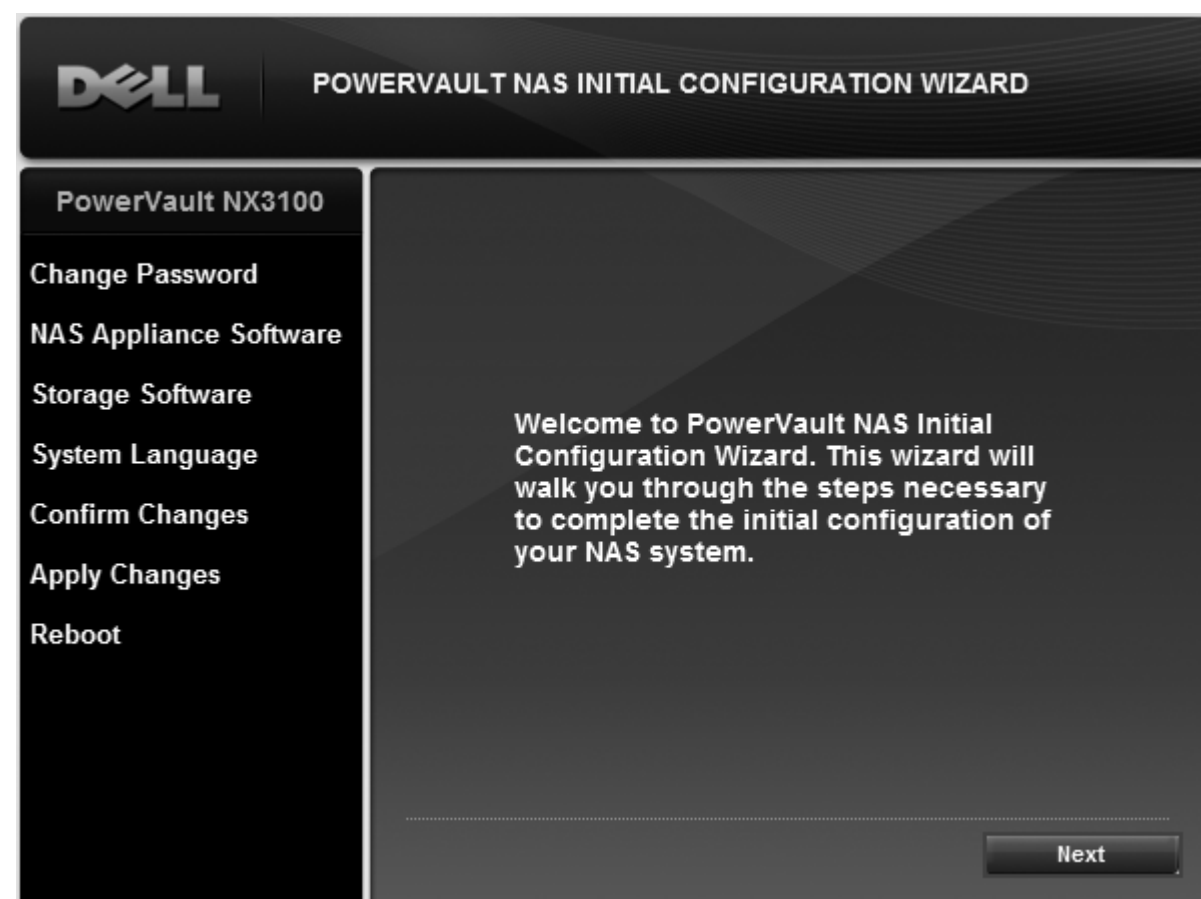 DELL
POWERVAULT NAS INITIAL CONFIGURATION WIZARD
PowerVault NX3100
Change Password
NAS Appliance Software
Storage Software
System Language
Confirm Changes
Apply Changes
Reboot
Welcome to PowerVault NAS Initial
Configuration Wizard. This wizard will
walk you through the steps necessary
to complete the initial configuration of
your NAS system.
Next